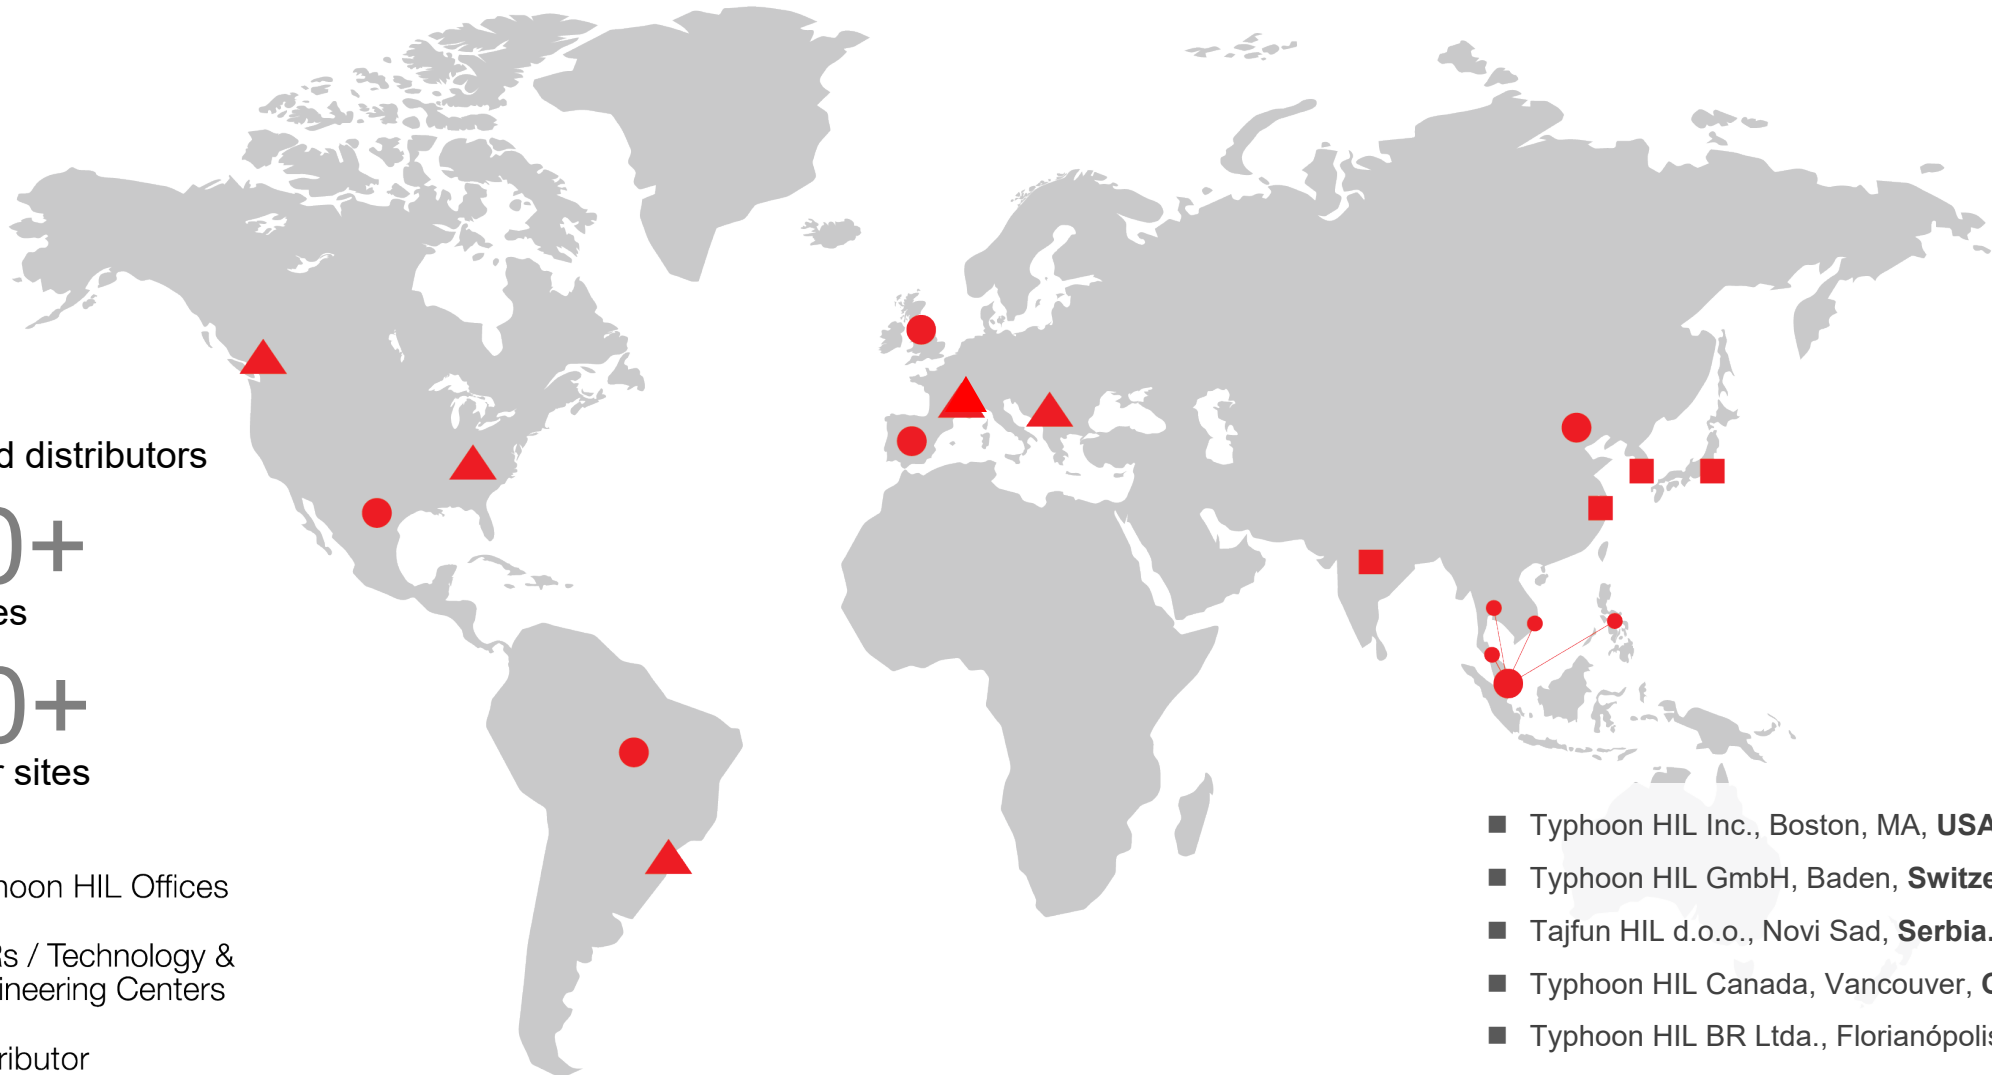 d distributors
0+
es
0+
r sites
hoon HIL Offices
Rs / Technology &
ineering Centers
ributor
■ Typhoon HIL Inc., Boston, MA, USA
■ Typhoon HIL GmbH, Baden, Switze
■ Tajfun HIL d.o.o., Novi Sad, Serbia.
■ Typhoon HIL Canada, Vancouver, C
■ Typhoon HIL BR Ltda., Florianópolis